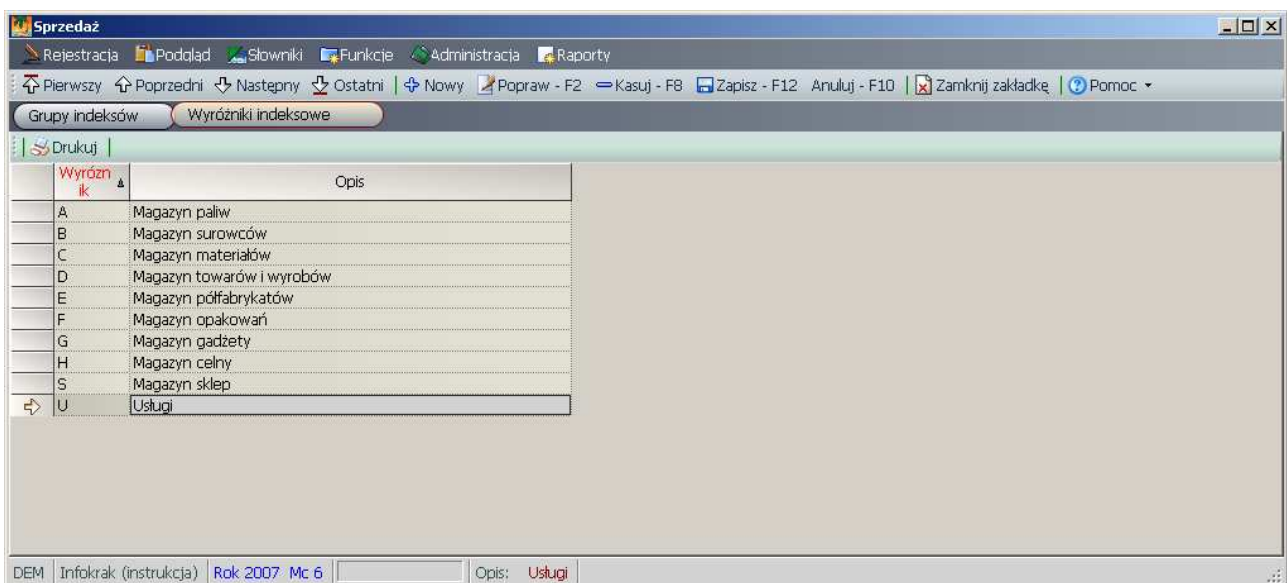 Sprzedaż
Rejestracja Podgląd Słowniki Funkcje Administracja Raporty
Pierwszy Poprzedni Następny Ostatni Nowy Popraw - F2 Kasuj - F8 Zapisz - F12 Anuluj - F10 Zamknij zakładkę Pomoc
Grupy indeksów Wyróżniki indeksowe
Drukuj
Wyrózn
ik Opis
A Magazyn paliw
B Magazyn surowców
C Magazyn materiałów
D Magazyn towarów i wyrobów
E Magazyn półfabrykatów
F Magazyn opakowań
G Magazyn gadżety
H Magazyn celny
S Magazyn sklep
U Usługi
DEM Infokrak (instrukcja) Rok 2007 Mc 6 Opis: Usługi